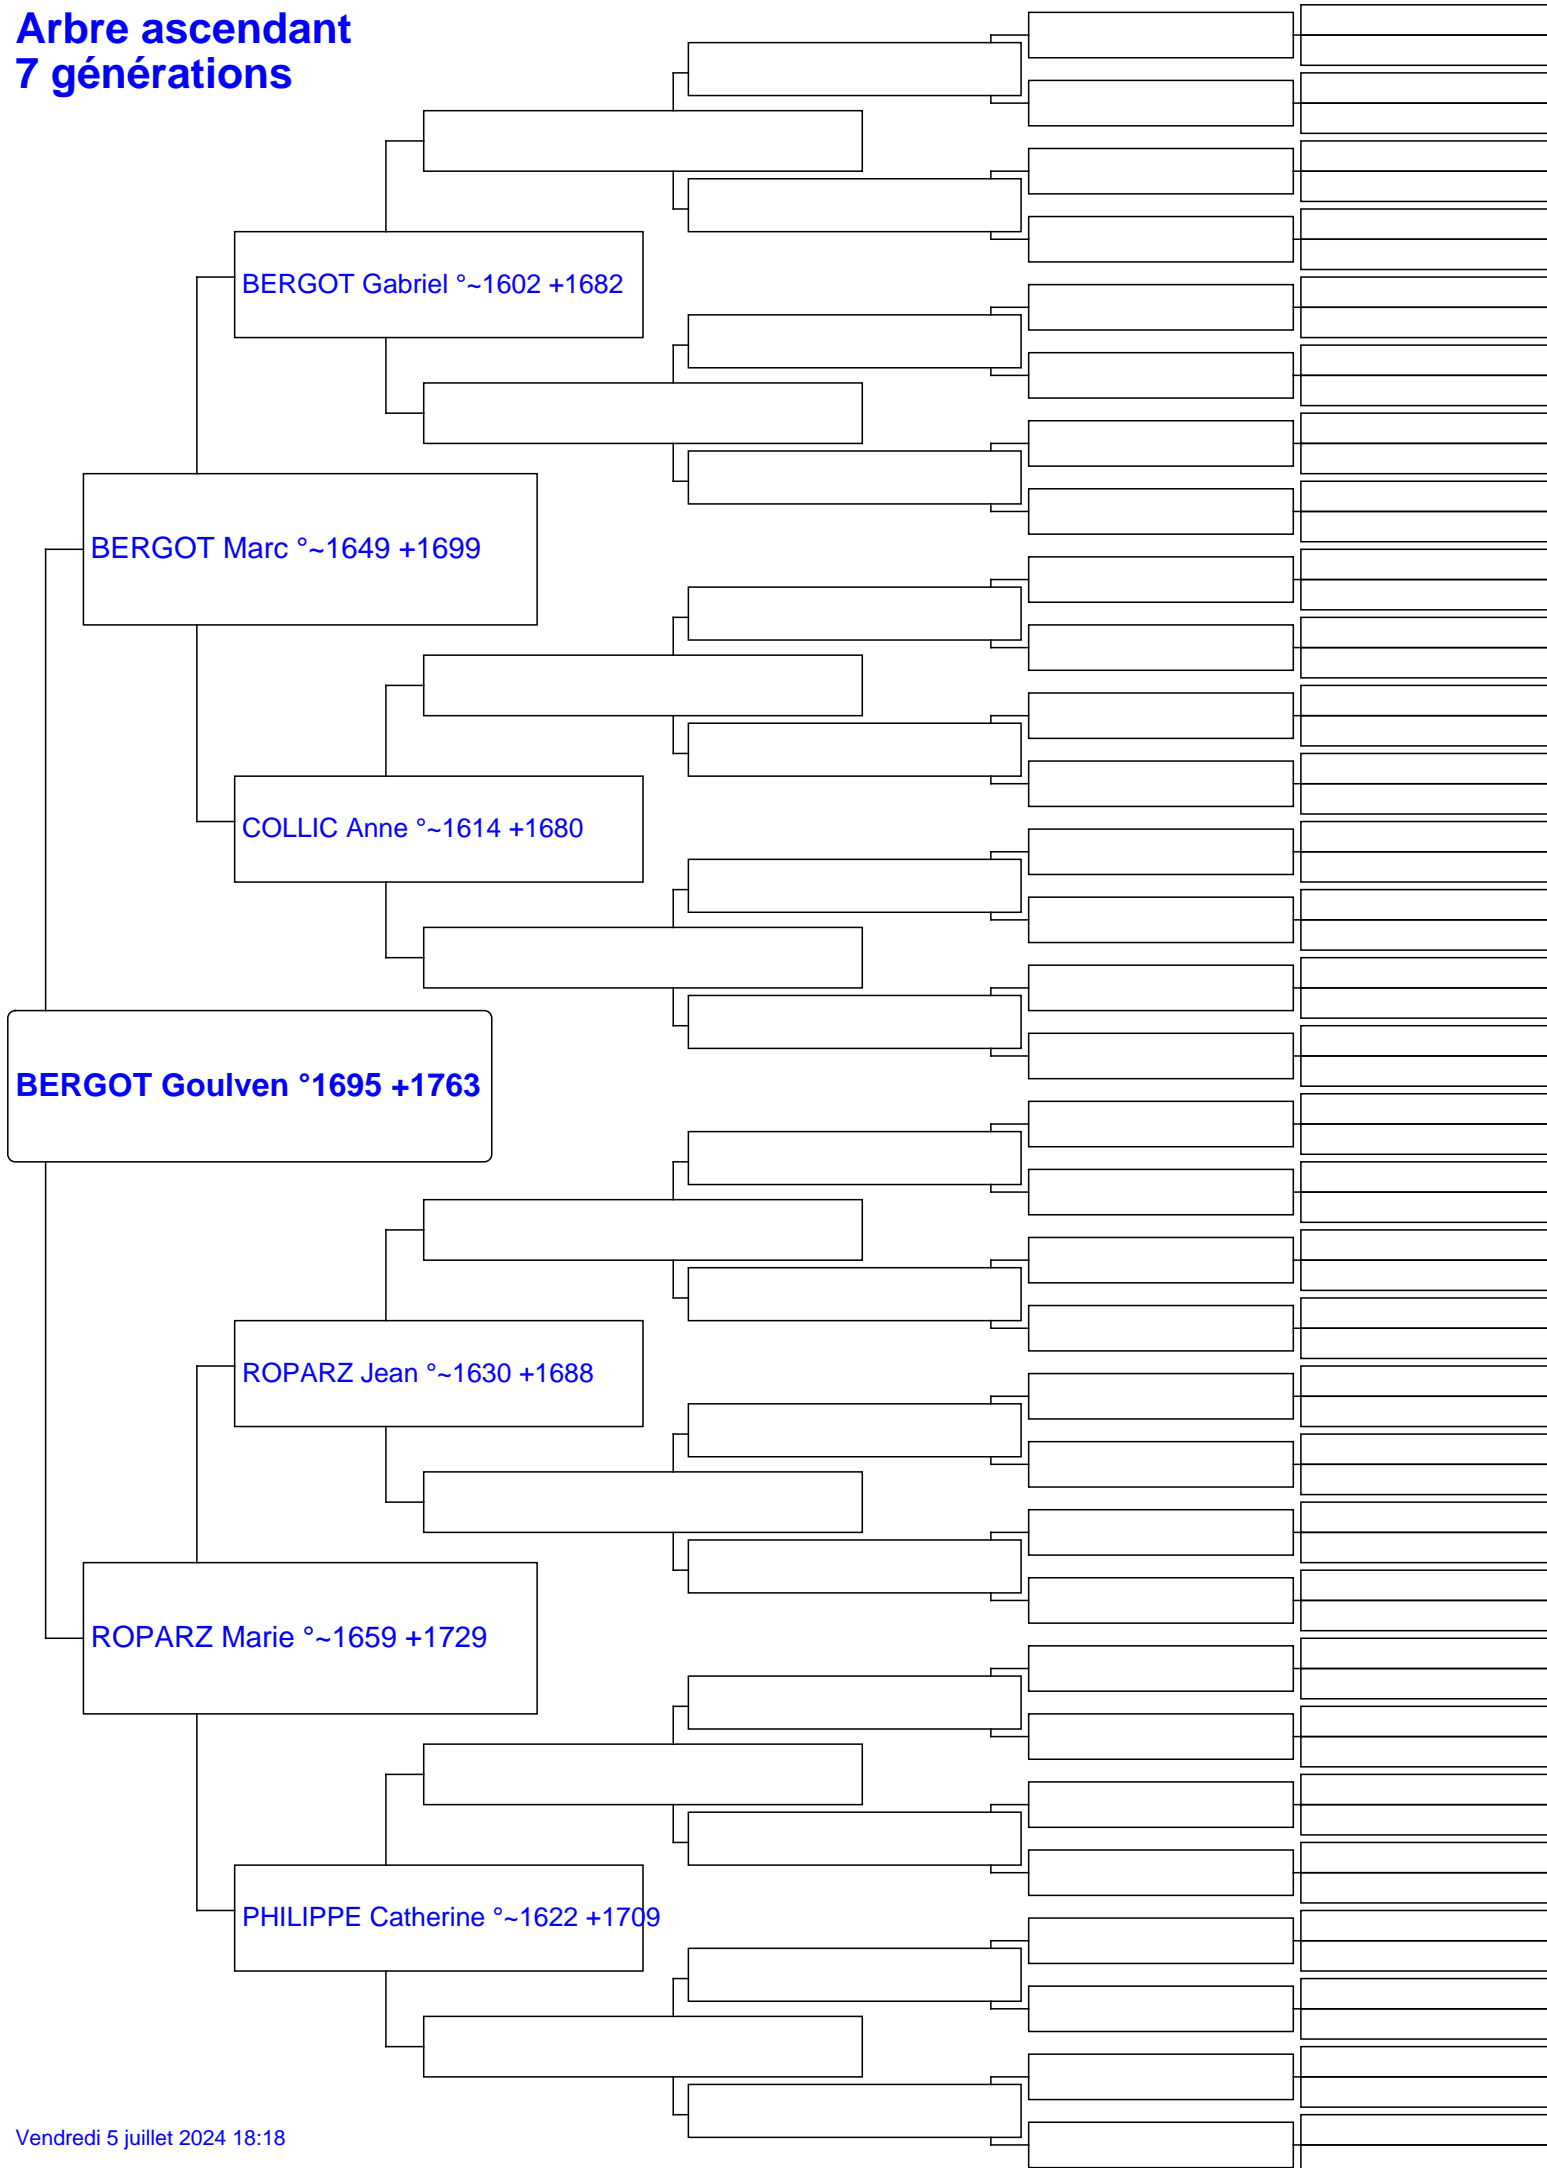 Arbre ascendant
7 générations
BERGOT Gabriel °~1602 +1682
BERGOT Marc °~1649 +1699
COLLIC Anne °~1614 +1680
BERGOT Goulven °1695 +1763
ROPARZ Jean °~1630 +1688
ROPARZ Marie °~1659 +1729
PHILIPPE Catherine °~1622 +1709
Vendredi 5 juillet 2024 18:18